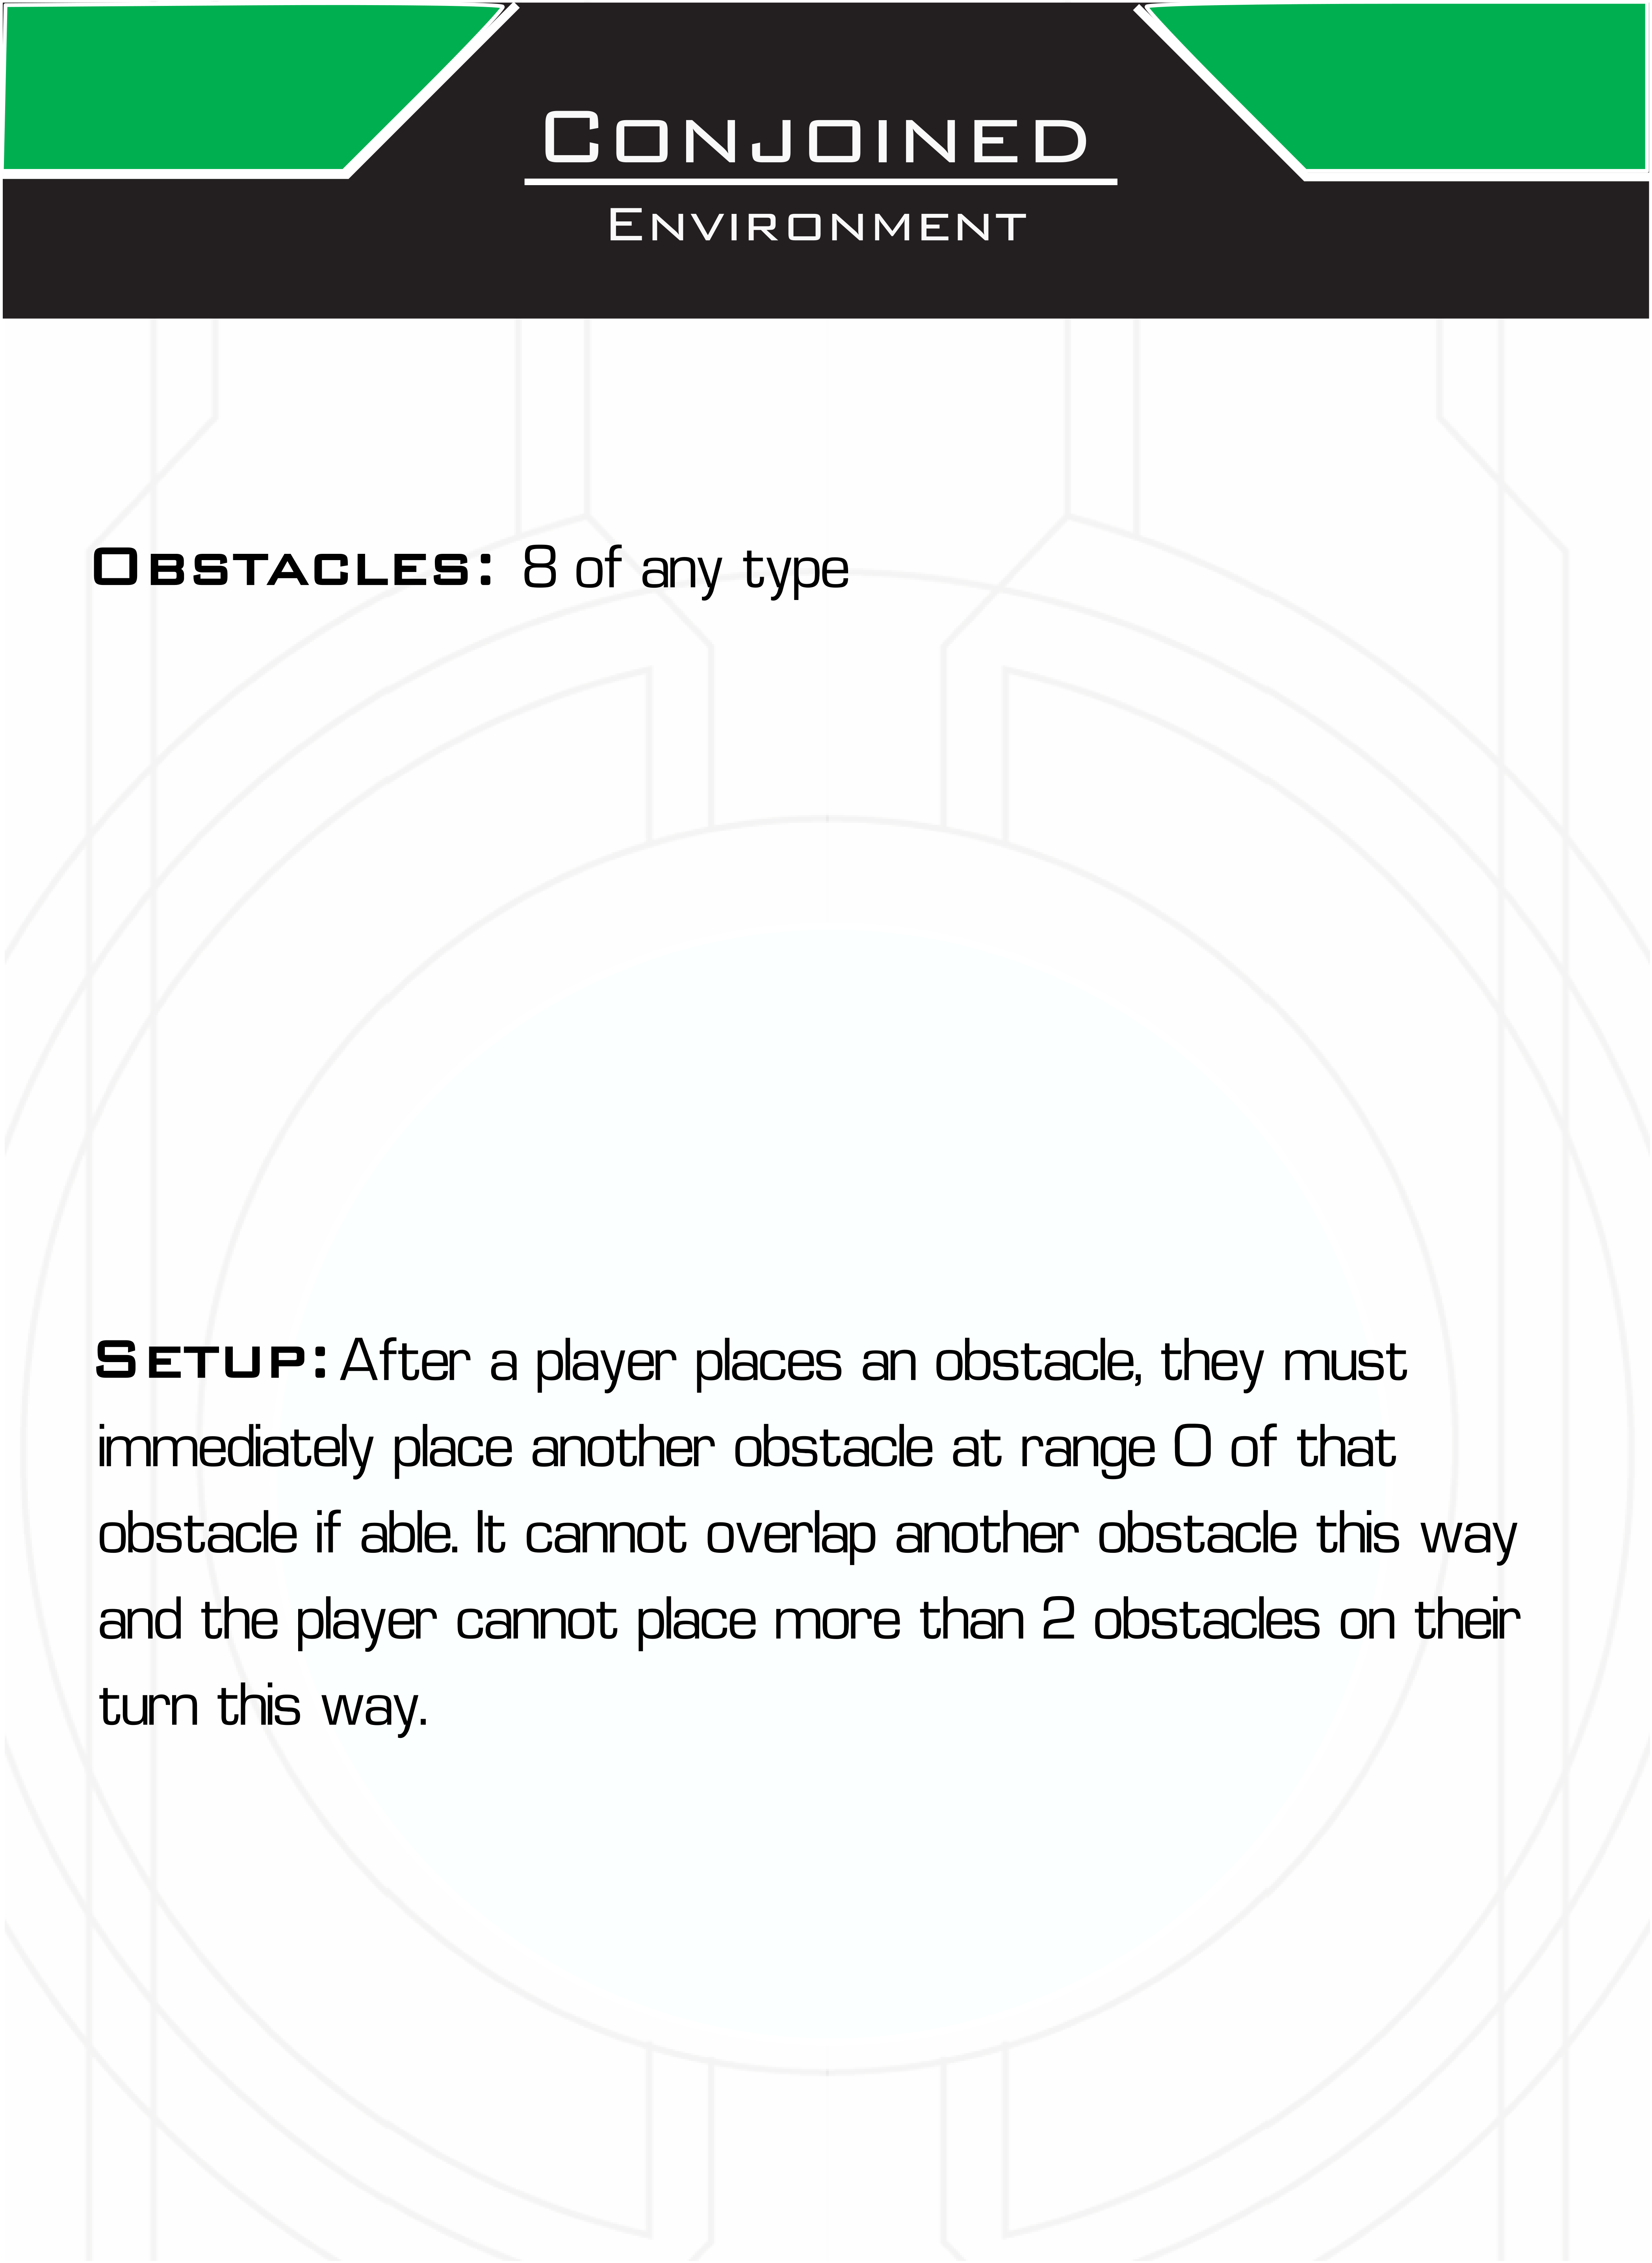 Conjoined
Environment
Obstacles: 8 of any type
Setup: After a player places an obstacle, they must
immediately place another obstacle at range 0 of that
obstacle if able. It cannot overlap another obstacle this way
and the player cannot place more than 2 obstacles on their
turn this way.